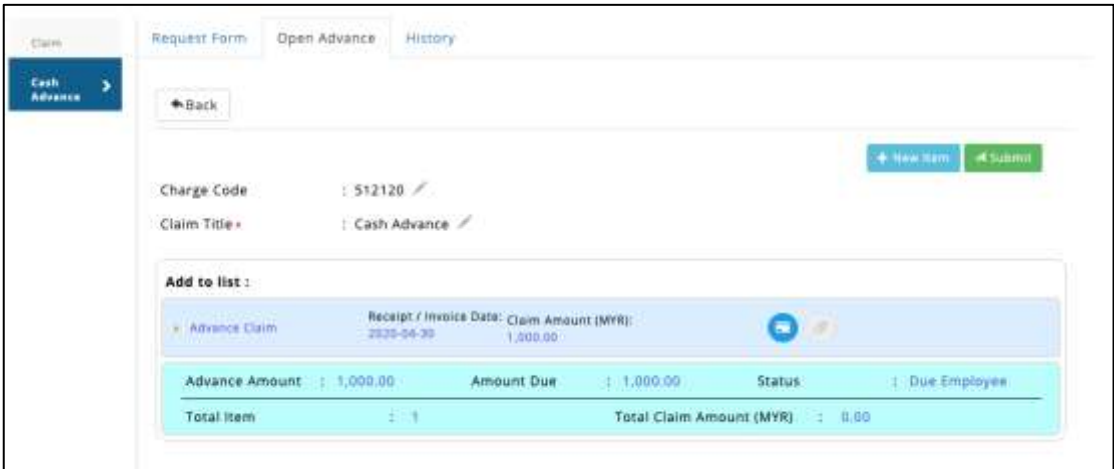 Claim
Request Form Open Advance History
Cash
Advance
Back
+ New Item Submit
Charge Code : 512120
Claim Title * : Cash Advance
Add to list :
Advance Claim Receipt / Invoice Date: Claim Amount (MYR):
2020-04-30 1,000.00
Advance Amount : 1,000.00 Amount Due : 1,000.00 Status : Due Employee
Total Item : 1 Total Claim Amount (MYR) : 0.00